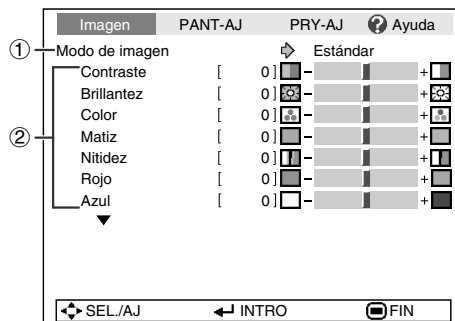 Imagen PANT-AJ PRY-AJ ? Ayuda
① Modo de imagen Estándar
② Contraste [ 0 ] – +
Brillantez [ 0 ] – +
Color [ 0 ] – +
Matiz [ 0 ] – +
Nitidez [ 0 ] – +
Rojo [ 0 ] – +
Azul [ 0 ] – +
SEL./AJ INTRO FIN